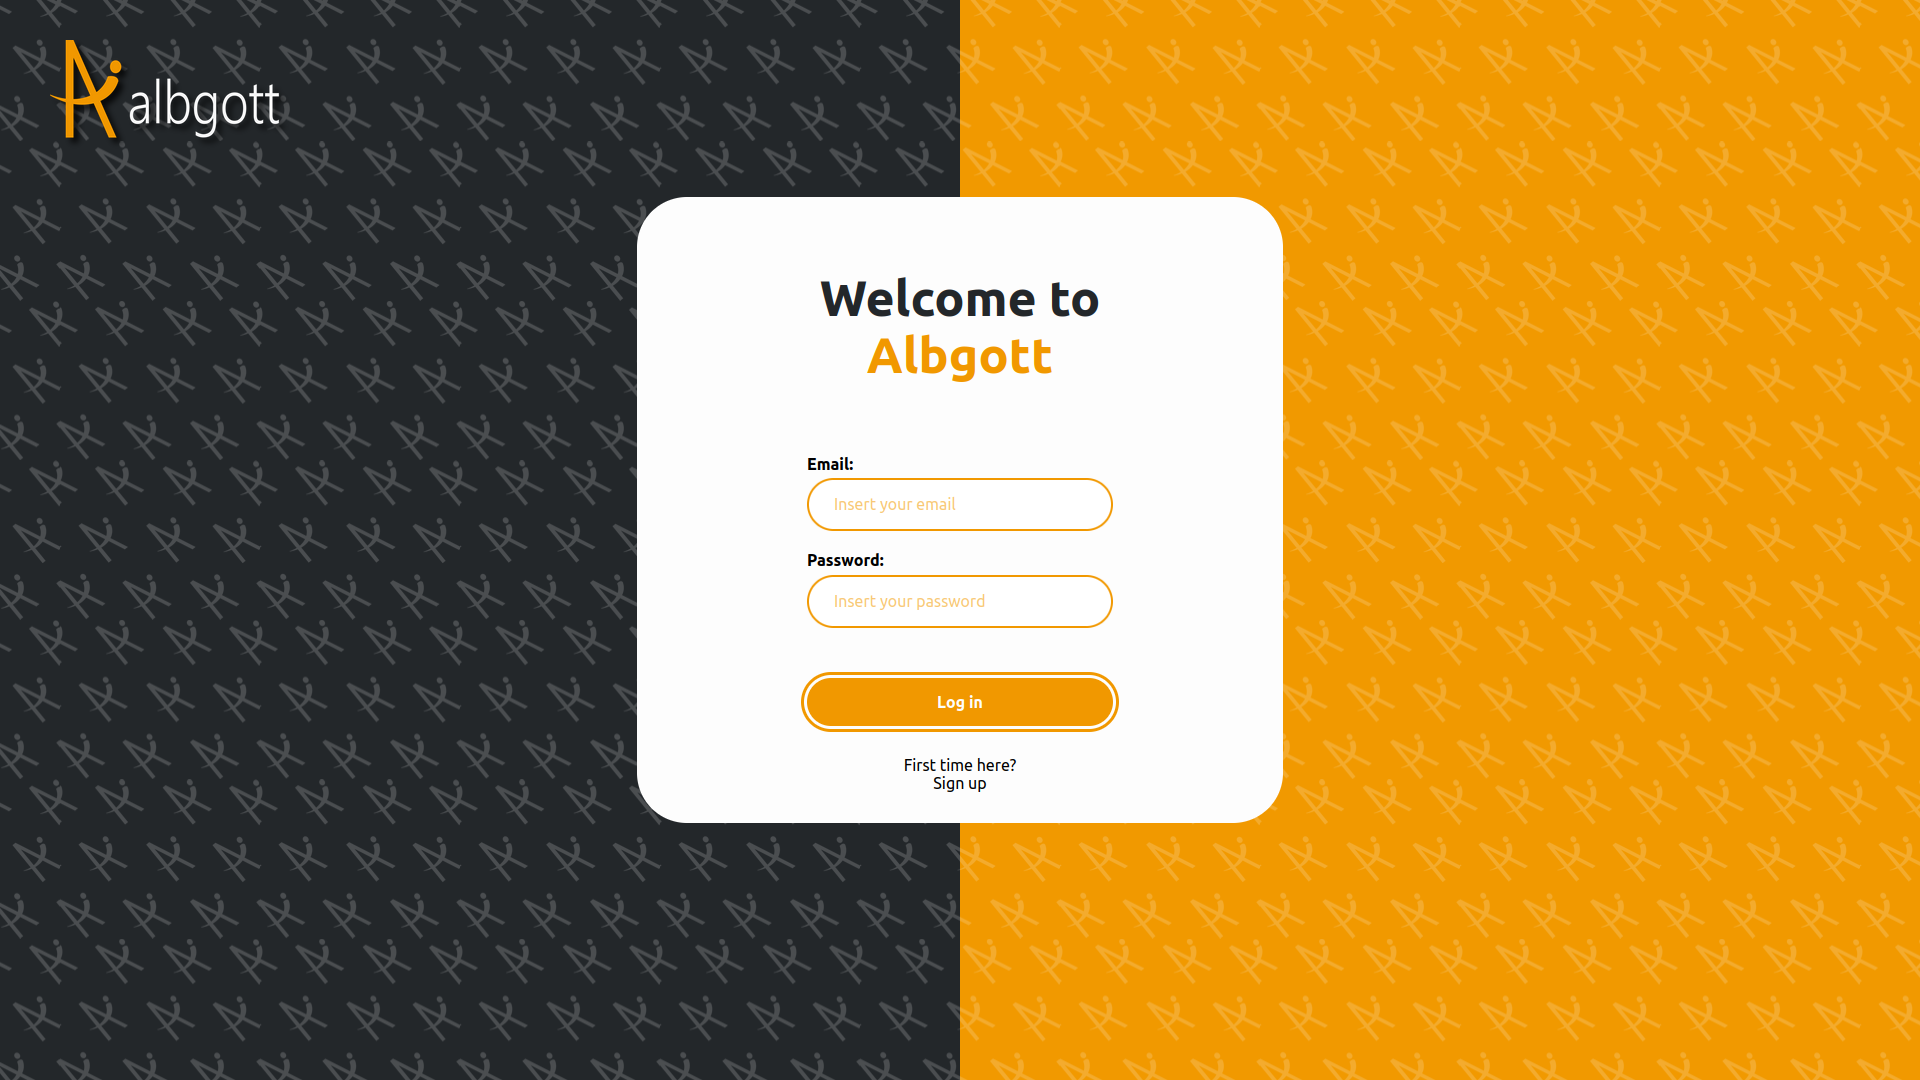 albgott
Welcome to
Albgott
Email:
Insert your email
Password:
Insert your password
Log in
First time here?
Sign up